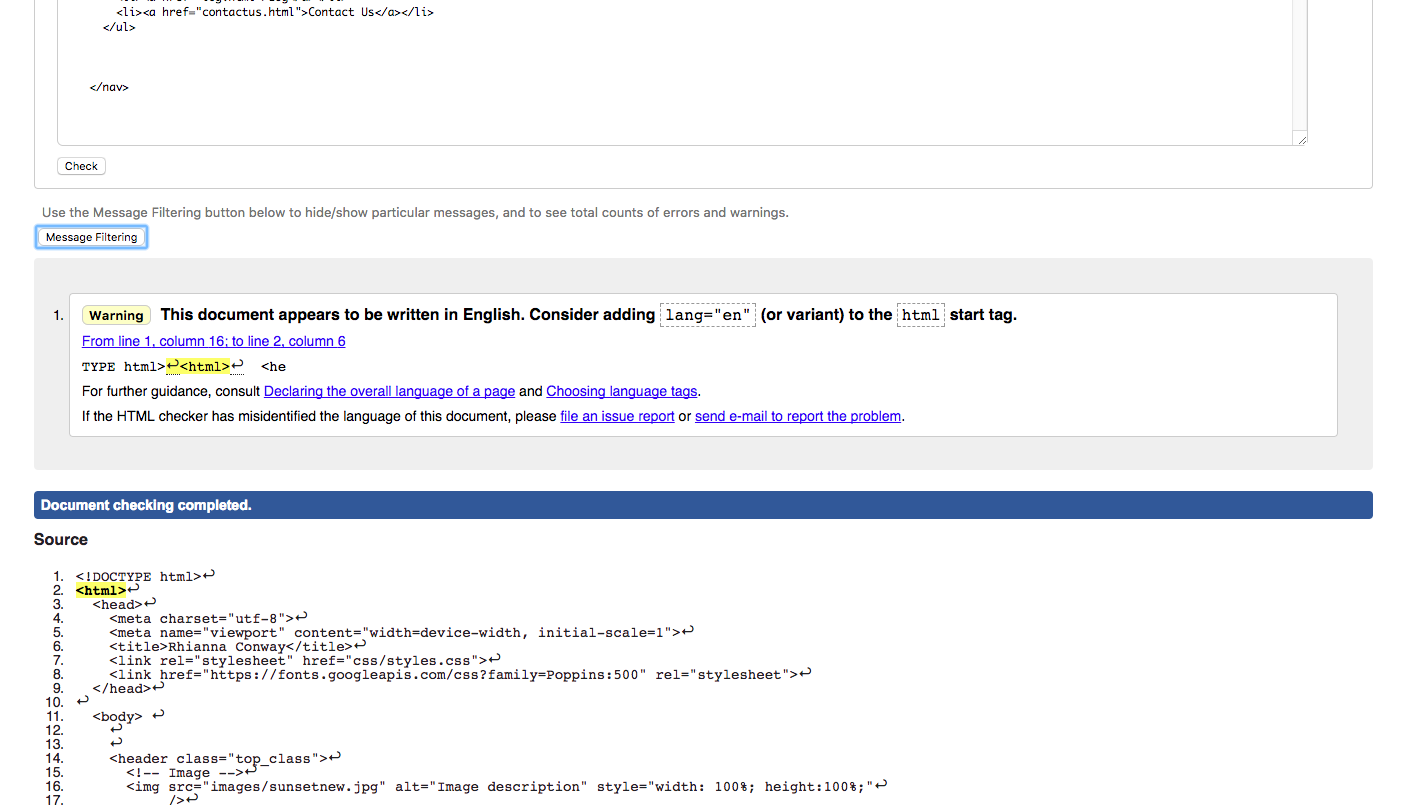 <li><a href="contactus.html">Contact Us</a></li>
</ul>
</nav>
Check
Use the Message Filtering button below to hide/show particular messages, and to see total counts of errors and warnings.
Message Filtering
1. Warning This document appears to be written in English. Consider adding lang="en" (or variant) to the html start tag.
From line 1, column 16; to line 2, column 6
TYPE html>↩<html>↩ <he
For further guidance, consult Declaring the overall language of a page and Choosing language tags.
If the HTML checker has misidentified the language of this document, please file an issue report or send e-mail to report the problem.
Document checking completed.
Source
1. <!DOCTYPE html>↩
2. <html>↩
3. <head>↩
4. <meta charset="utf-8">↩
5. <meta name="viewport" content="width=device-width, initial-scale=1">↩
6. <title>Rhianna Conway</title>↩
7. <link rel="stylesheet" href="css/styles.css">↩
8. <link href="https://fonts.googleapis.com/css?family=Poppins:500" rel="stylesheet">↩
9. </head>↩
10. ↩
11. <body> ↩
12. ↩
13. ↩
14. <header class="top_class">↩
15. <!-- Image -->↩
16. <img src="images/sunsetnew.jpg" alt="Image description" style="width: 100%; height:100%;"↩
17. />↩